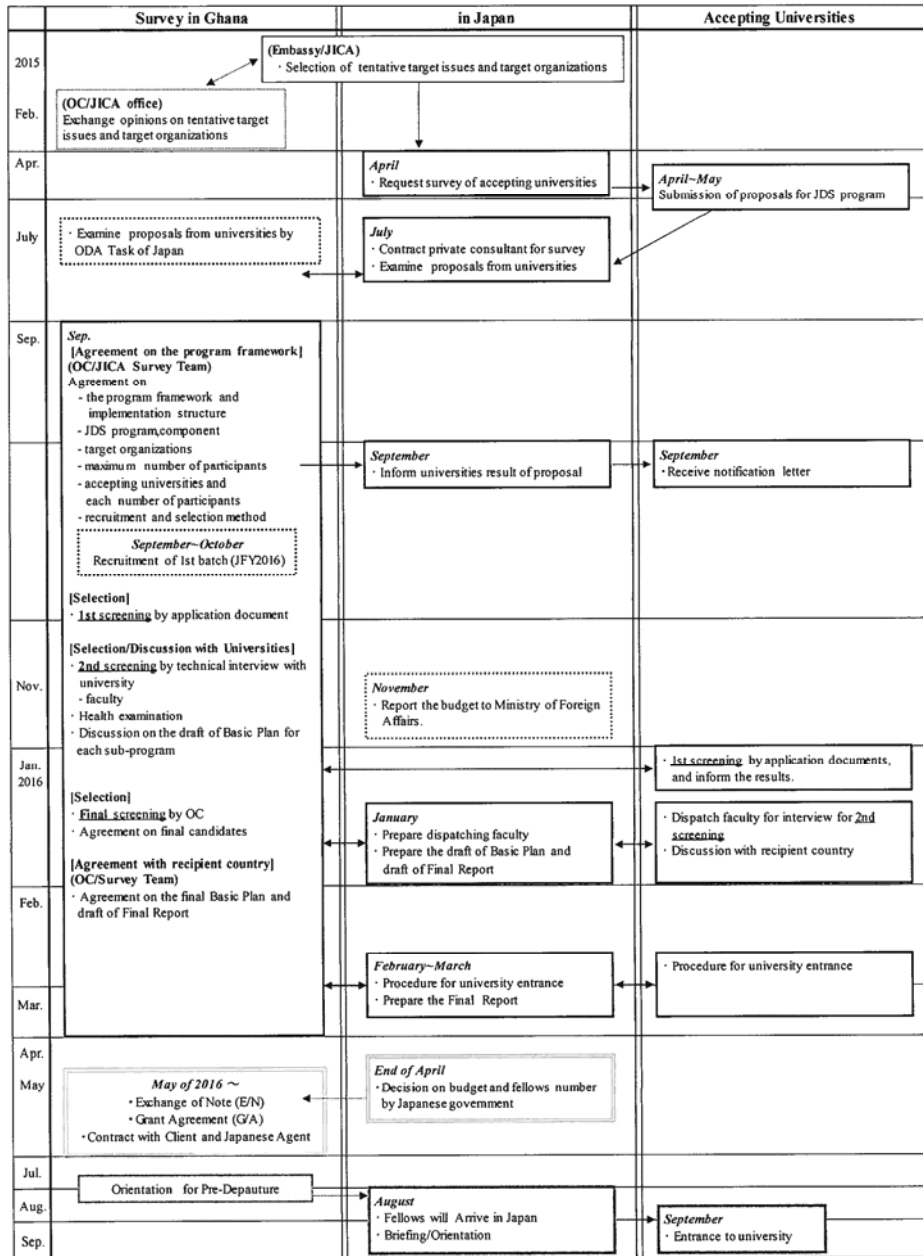 Survey in Ghana
in Japan
Accepting Universities
2015
(Embassy/JICA)
· Selection of tentative target issues and target organizations
Feb.
(OC/JICA office)
Exchange opinions on tentative target
issues and target organizations
Apr.
April
· Request survey of accepting universities
April~May
Submission of proposals for JDS program
July
· Examine proposals from universities by
ODA Task of Japan
July
· Contract private consultant for survey
· Examine proposals from universities
Sep.
Sep.
[Agreement on the program framework]
(OC/JICA Survey Team)
Agreement on
- the program framework and
implementation structure
- JDS program,component
- target organizations
- maximum number of participants
- accepting universities and
each number of participants
- recruitment and selection method
September
· Inform universities result of proposal
September
· Receive notification letter
September~October
Recruitment of 1st batch (JFY2016)
[Selection]
· 1st screening by application document
[Selection/Discussion with Universities]
· 2nd screening by technical interview with
university
- faculty
· Health examination
· Discussion on the draft of Basic Plan for
each sub-program
Nov.
November
· Report the budget to Ministry of Foreign
Affairs.
Jan.
2016
· 1st screening by application documents,
and inform the results.
[Selection]
· Final screening by OC
· Agreement on final candidates
January
· Prepare dispatching faculty
· Prepare the draft of Basic Plan and
draft of Final Report
· Dispatch faculty for interview for 2nd
screening
· Discussion with recipient country
[Agreement with recipient country]
(OC/Survey Team)
· Agreement on the final Basic Plan and
draft of Final Report
Feb.
February~March
· Procedure for university entrance
· Prepare the Final Report
· Procedure for university entrance
Mar.
Apr.
May
May of 2016 ~
· Exchange of Note (E/N)
· Grant Agreement (G/A)
· Contract with Client and Japanese Agent
End of April
· Decision on budget and fellows number
by Japanese government
Jul.
Orientation for Pre-Depauture
Aug.
August
· Fellows will Arrive in Japan
· Briefing/Orientation
September
· Entrance to university
Sep.